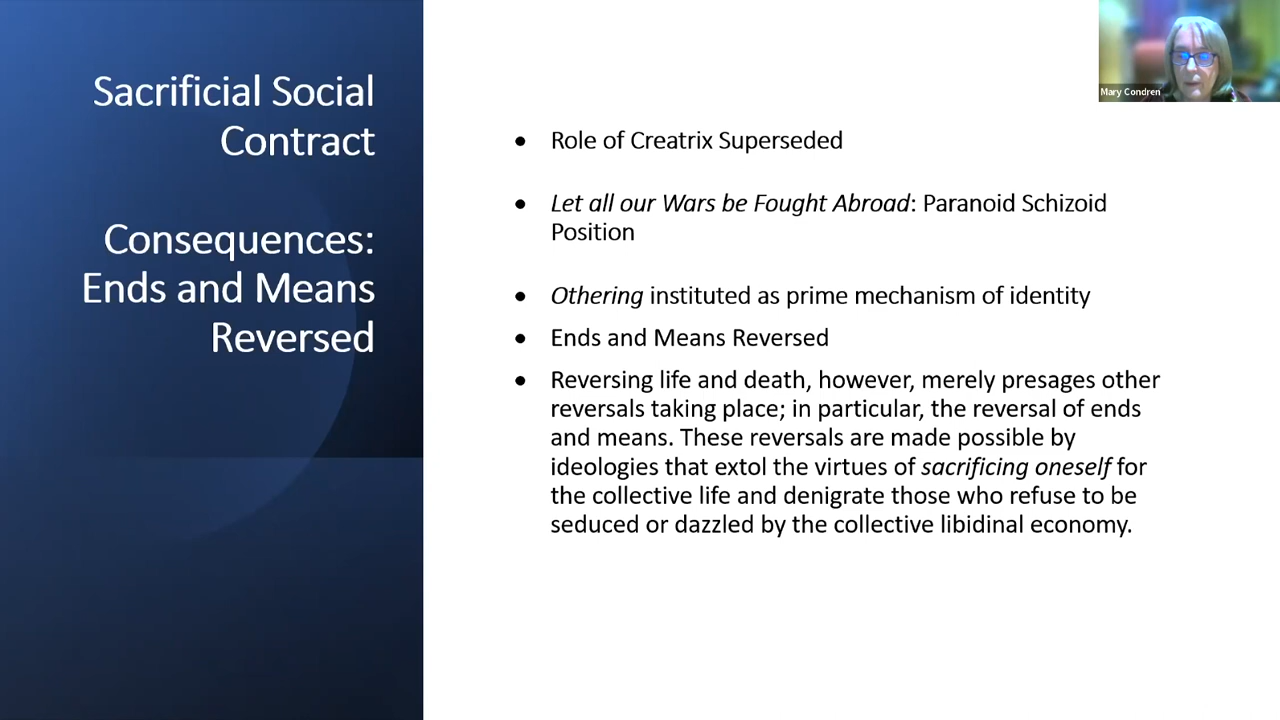 Sacrificial Social
Contract
Consequences:
Ends and Means
Reversed
Mary Condren
• Role of Creatrix Superseded
• Let all our Wars be Fought Abroad: Paranoid Schizoid
Position
• Othering instituted as prime mechanism of identity
• Ends and Means Reversed
• Reversing life and death, however, merely presages other
reversals taking place; in particular, the reversal of ends
and means. These reversals are made possible by
ideologies that extol the virtues of sacrificing oneself for
the collective life and denigrate those who refuse to be
seduced or dazzled by the collective libidinal economy.